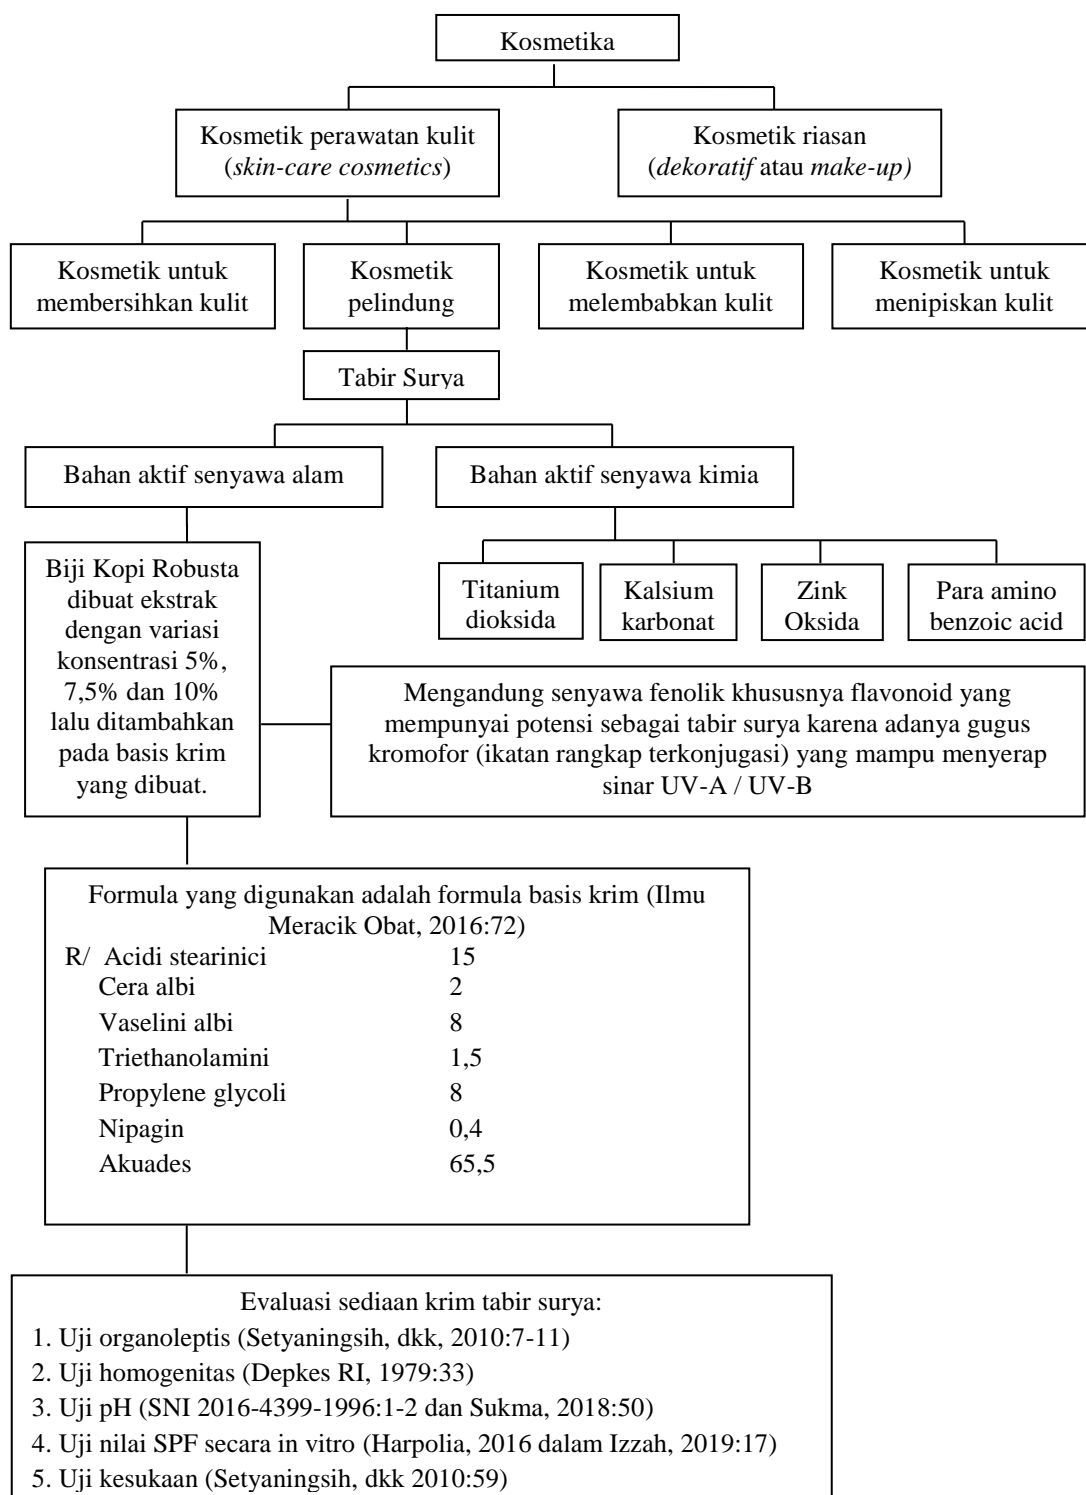 Kosmetika
Kosmetik perawatan kulit
(skin-care cosmetics)
Kosmetik riasan
(dekoratif atau make-up)
Kosmetik untuk
membersihkan kulit
Kosmetik
pelindung
Kosmetik untuk
melembabkan kulit
Kosmetik untuk
menipiskan kulit
Tabir Surya
Bahan aktif senyawa alam
Bahan aktif senyawa kimia
Biji Kopi Robusta
dibuat ekstrak
dengan variasi
konsentrasi 5%,
7,5% dan 10%
lalu ditambahkan
pada basis krim
yang dibuat.
Titanium
dioksida
Kalsium
karbonat
Zink
Oksida
Para amino
benzoic acid
Mengandung senyawa fenolik khususnya flavonoid yang
mempunyai potensi sebagai tabir surya karena adanya gugus
kromofor (ikatan rangkap terkonjugasi) yang mampu menyerap
sinar UV-A / UV-B
Formula yang digunakan adalah formula basis krim (Ilmu
Meracik Obat, 2016:72)
R/ Acidi stearinici 15
Cera albi 2
Vaselini albi 8
Triethanolamini 1,5
Propylene glycoli 8
Nipagin 0,4
Akuades 65,5
Evaluasi sediaan krim tabir surya:
1. Uji organoleptis (Setyaningsih, dkk, 2010:7-11)
2. Uji homogenitas (Depkes RI, 1979:33)
3. Uji pH (SNI 2016-4399-1996:1-2 dan Sukma, 2018:50)
4. Uji nilai SPF secara in vitro (Harpolia, 2016 dalam Izzah, 2019:17)
5. Uji kesukaan (Setyaningsih, dkk 2010:59)